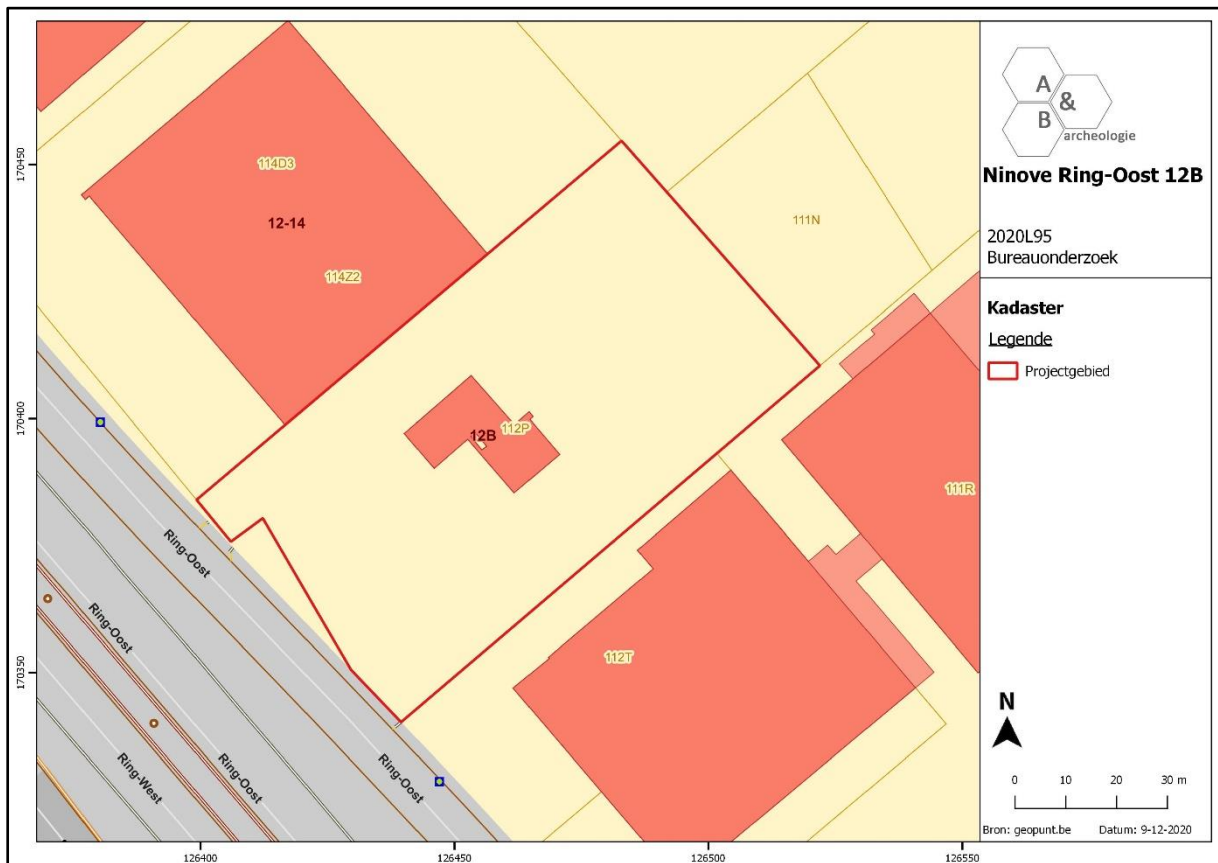 170450
170400
170350
126400
126450
126500
126550
114D3
12-14
114Z2
111N
12B
112P
111R
112T
Ring-Oost
Ring-Oost
Ring-West
Ring-Oost
Ring-Oost
A
&
B
archeologie
Ninove Ring-Oost 12B
2020L95
Bureauonderzoek
Kadaster
Legende
Projectgebied
N
0 10 20 30 m
Bron: geopunt.be Datum: 9-12-2020